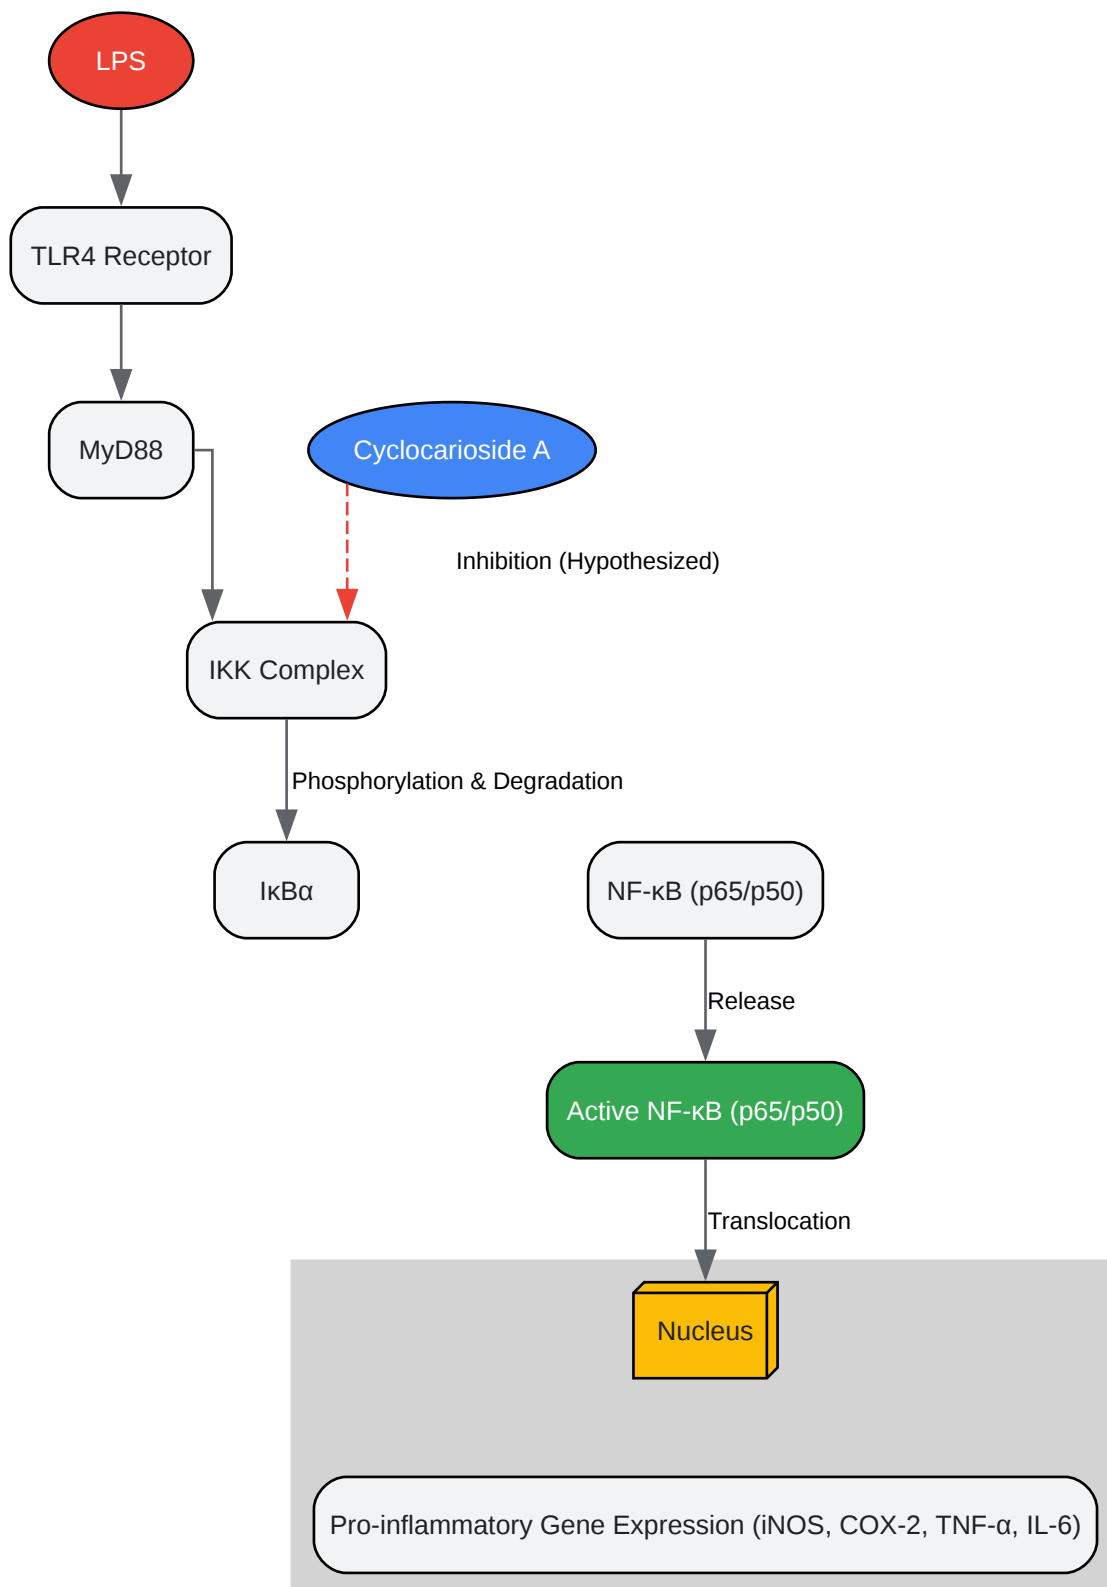 LPS
TLR4 Receptor
MyD88
Cyclocarioside A
Inhibition (Hypothesized)
IKK Complex
Phosphorylation & Degradation
IκBα
NF-κB (p65/p50)
Release
Active NF-κB (p65/p50)
Translocation
Nucleus
Pro-inflammatory Gene Expression (iNOS, COX-2, TNF-α, IL-6)